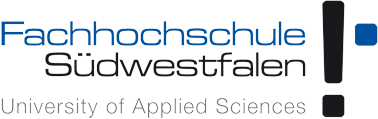 Fachhochschule
Südwestfalen
University of Applied Sciences